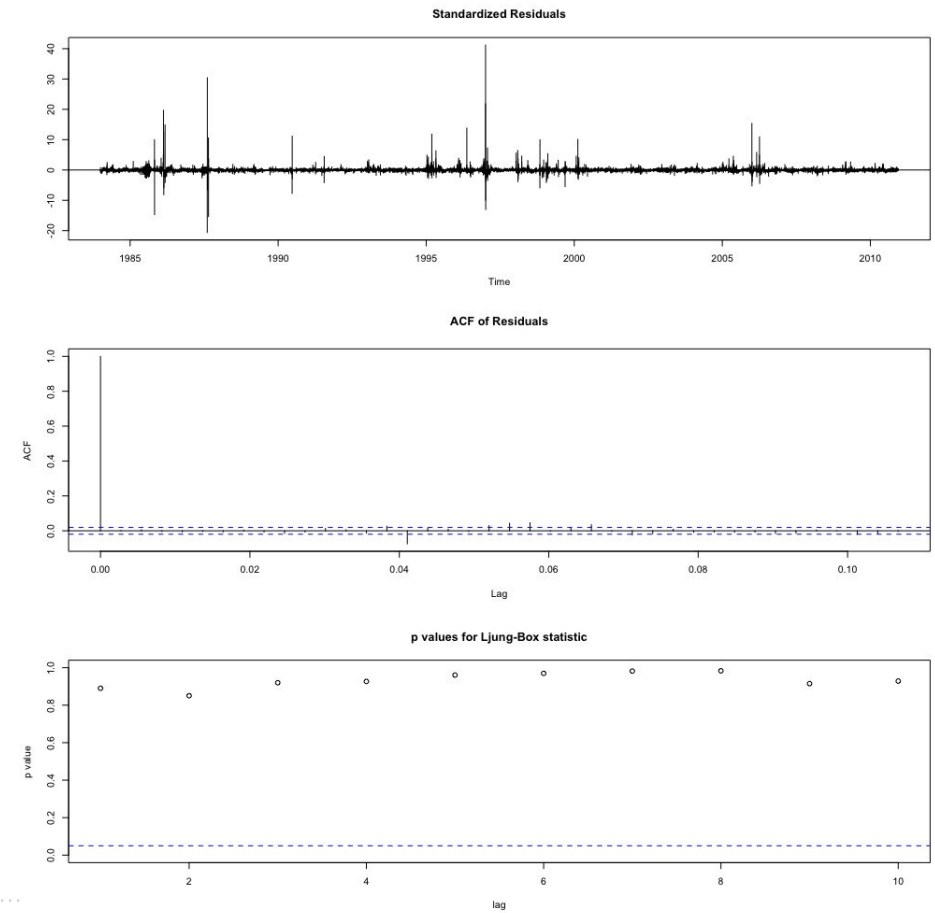 Standardized Residuals
40
30
20
10
0
-10
-20
1985 1990 1995 2000 2005 2010
Time
ACF of Residuals
ACF
1.0
0.8
0.6
0.4
0.2
0.0
0.00 0.02 0.04 0.06 0.08 0.10
Lag
p values for Ljung-Box statistic
p value
1.0
0.8
0.6
0.4
0.2
0.0
2 4 6 8 10
lag